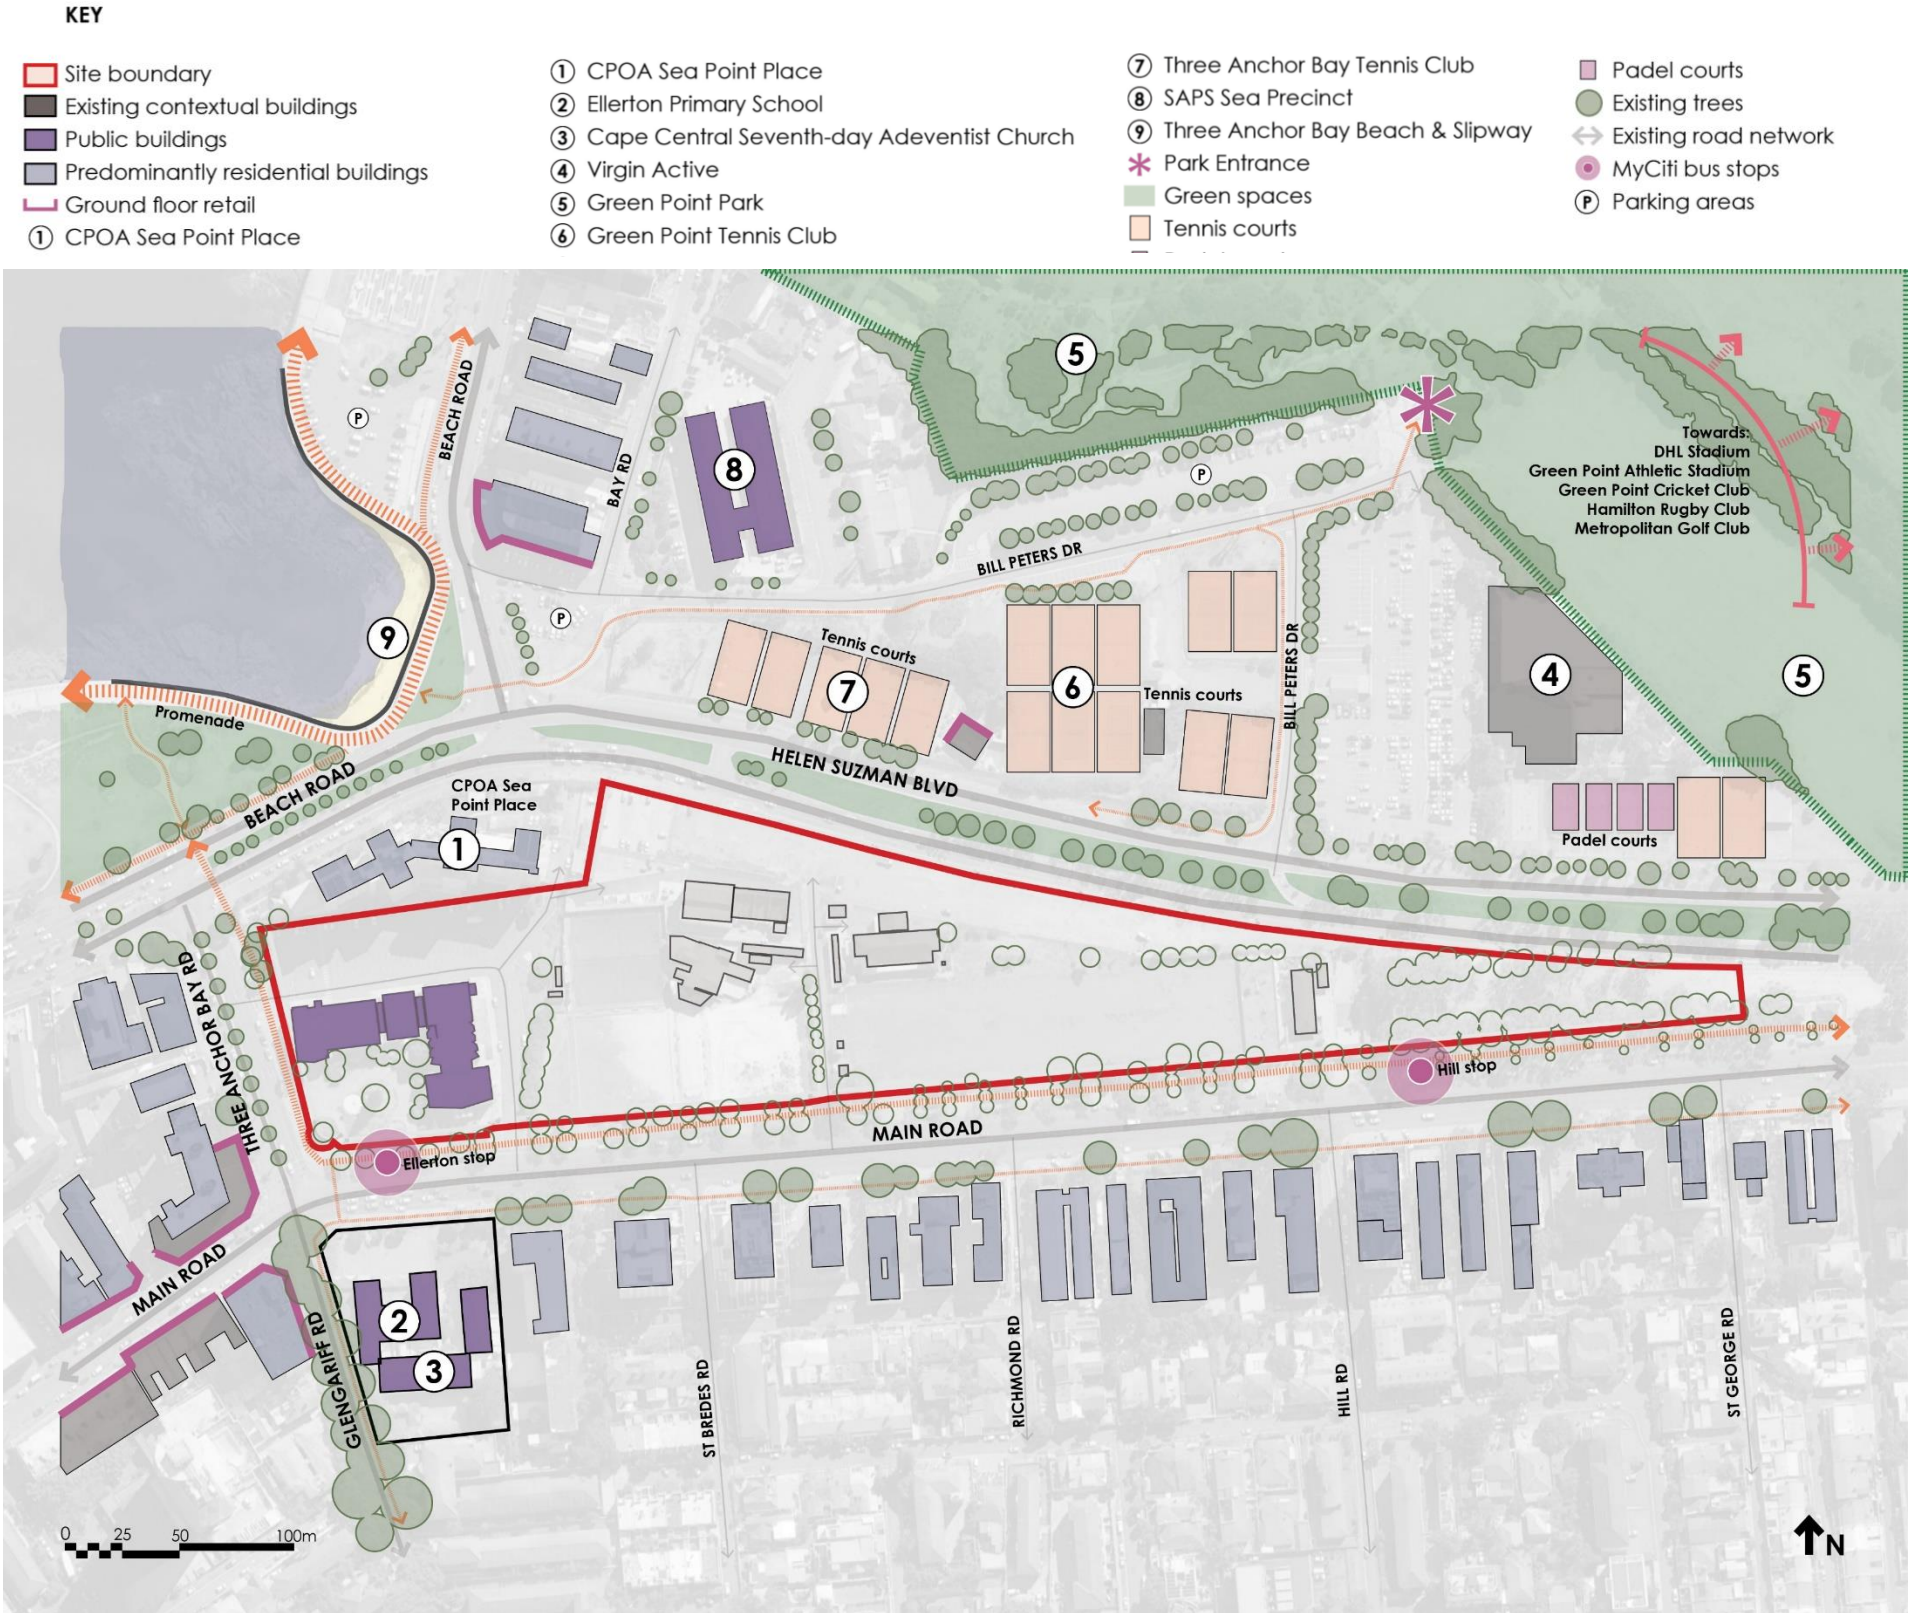 KEY
Site boundary
Existing contextual buildings
Public buildings
Predominantly residential buildings
Ground floor retail
1 CPOA Sea Point Place
1 CPOA Sea Point Place
2 Ellerton Primary School
3 Cape Central Seventh-day Adeventist Church
4 Virgin Active
5 Green Point Park
6 Green Point Tennis Club
7 Three Anchor Bay Tennis Club
8 SAPS Sea Precinct
9 Three Anchor Bay Beach & Slipway
Park Entrance
Green spaces
Tennis courts
Padel courts
Existing trees
Existing road network
MyCiti bus stops
P Parking areas
5
BEACH ROAD
P
BAY RD
8
P
Towards:
DHL Stadium
Green Point Athletic Stadium
Green Point Cricket Club
Hamilton Rugby Club
Metropolitan Golf Club
BILL PETERS DR
P
9
Tennis courts
7
6
Tennis courts
BILL PETERS DR
4
5
Promenade
BEACH ROAD
HELEN SUZMAN BLVD
CPOA Sea
Point Place
1
Padel courts
THREE ANCHOR BAY RD
Hill stop
MAIN ROAD
Ellerton stop
MAIN ROAD
2
3
GLENGARIFF RD
ST BREDES RD
RICHMOND RD
HILL RD
ST GEORGE RD
0 25 50 100m
N